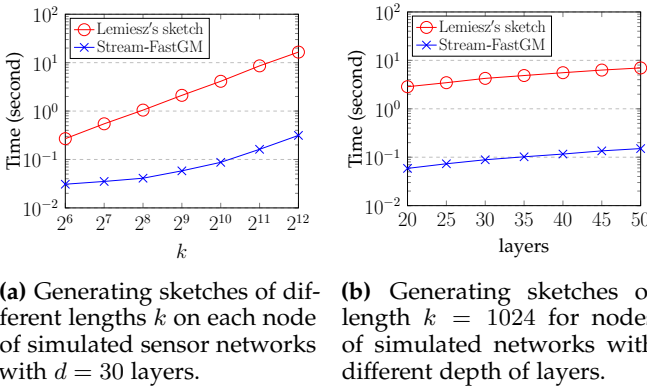 Lemiesz's sketch
Stream-FastGM
Time (second)
10^2
10^1
10^0
10^-1
10^-2
2^6 2^7 2^8 2^9 2^10 2^11 2^12
k
(a) Generating sketches of dif-
ferent lengths k on each node
of simulated sensor networks
with d = 30 layers.
Lemiesz's sketch
Stream-FastGM
Time (second)
10^2
10^1
10^0
10^-1
10^-2
20 25 30 35 40 45 50
layers
(b) Generating sketches of
length k = 1024 for nodes
of simulated networks with
different depth of layers.